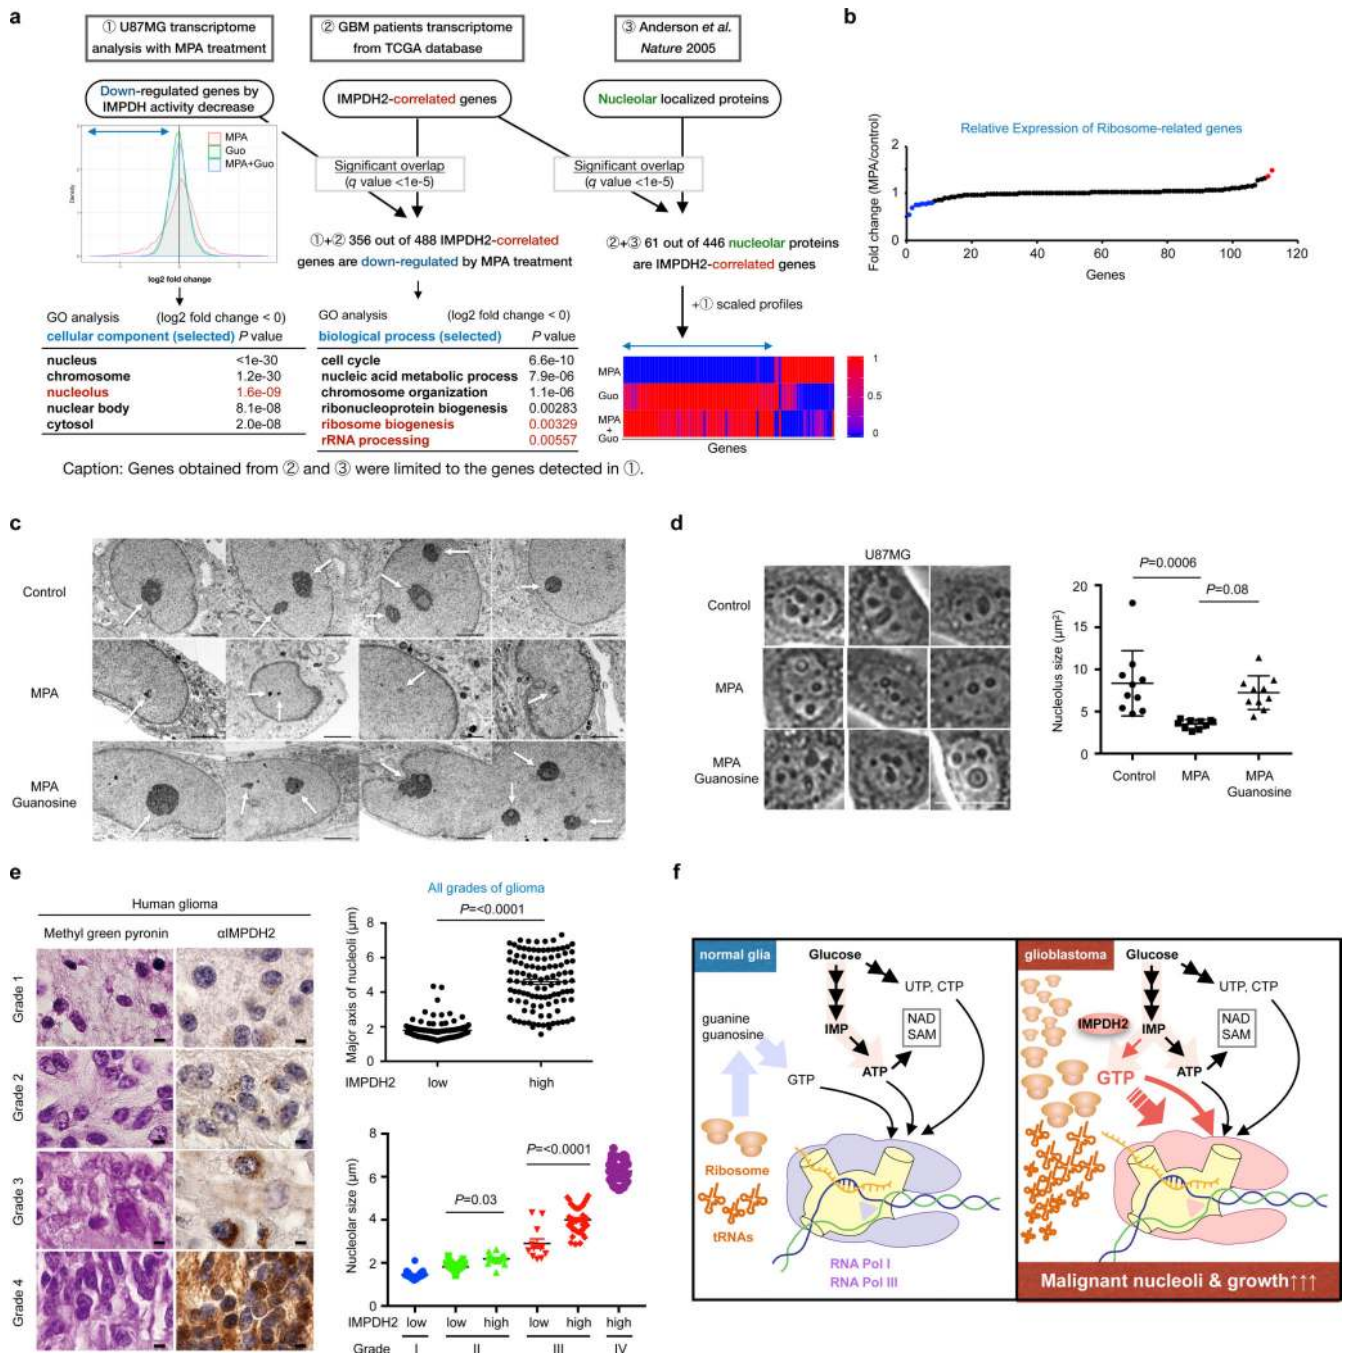 a
① U87MG transcriptome
analysis with MPA treatment
② GBM patients transcriptome
from TCGA database
③ Anderson et al.
Nature 2005
Down-regulated genes by
IMPDH activity decrease
IMPDH2-correlated genes
Nucleolar localized proteins
MPA
Guo
MPA+Guo
Density
log2 fold change
Significant overlap
(q value <1e-5)
Significant overlap
(q value <1e-5)
①+② 356 out of 488 IMPDH2-correlated
genes are down-regulated by MPA treatment
②+③ 61 out of 446 nucleolar proteins
are IMPDH2-correlated genes
+① scaled profiles
GO analysis (log2 fold change < 0)
cellular component (selected) P value
nucleus <1e-30
chromosome 1.2e-30
nucleolus 1.6e-09
nuclear body 8.1e-08
cytosol 2.0e-08
GO analysis (log2 fold change < 0)
biological process (selected) P value
cell cycle 6.6e-10
nucleic acid metabolic process 7.9e-06
chromosome organization 1.1e-06
ribonucleoprotein biogenesis 0.00283
ribosome biogenesis 0.00329
rRNA processing 0.00557
MPA
Guo
MPA
+
Guo
Genes
1
0.5
0
Caption: Genes obtained from ② and ③ were limited to the genes detected in ①.
b
Relative Expression of Ribosome-related genes
Fold change (MPA/control)
2
1
0
0 20 40 60 80 100 120
Genes
c
Control
MPA
MPA
Guanosine
d
U87MG
Control
MPA
MPA
Guanosine
P=0.0006
P=0.08
Nucleolus size (µm²)
20
15
10
5
0
Control MPA MPA
Guanosine
e
Human glioma
Methyl green pyronin αIMPDH2
Grade 1
Grade 2
Grade 3
Grade 4
All grades of glioma
P=<0.0001
Major axis of nucleoli (µm)
8
6
4
2
0
IMPDH2 low high
Nucleolar size (µm)
8
6
4
2
0
P=0.03
P=<0.0001
IMPDH2 low low high low high high
Grade I II III IV
f
normal glia
Glucose
UTP, CTP
guanine
guanosine
IMP
NAD
SAM
GTP
ATP
Ribosome
tRNAs
RNA Pol I
RNA Pol III
glioblastoma
Glucose
UTP, CTP
IMPDH2
IMP
NAD
SAM
GTP
ATP
Malignant nucleoli & growth↑↑↑